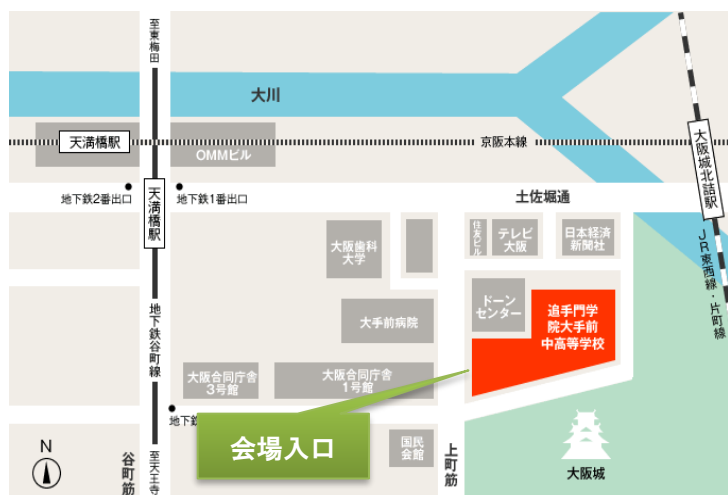 至東梅田
大川
天満橋駅
OMMビル
京阪本線
大阪城北詰駅
地下鉄2番出口
天満橋駅
地下鉄1番出口
土佐堀通
JR東西線・片町線
大阪歯科
大学
住友ビル
テレビ
大阪
日本経済
新聞社
ドーン
センター
追手門学
院大手前
中高等学校
大手前病院
地下鉄谷町線
大阪合同庁舎
3号館
大阪合同庁舎
1号館
地下鉄
会場入口
国民
会館
上町筋
大阪城
N
谷町筋
至天王寺